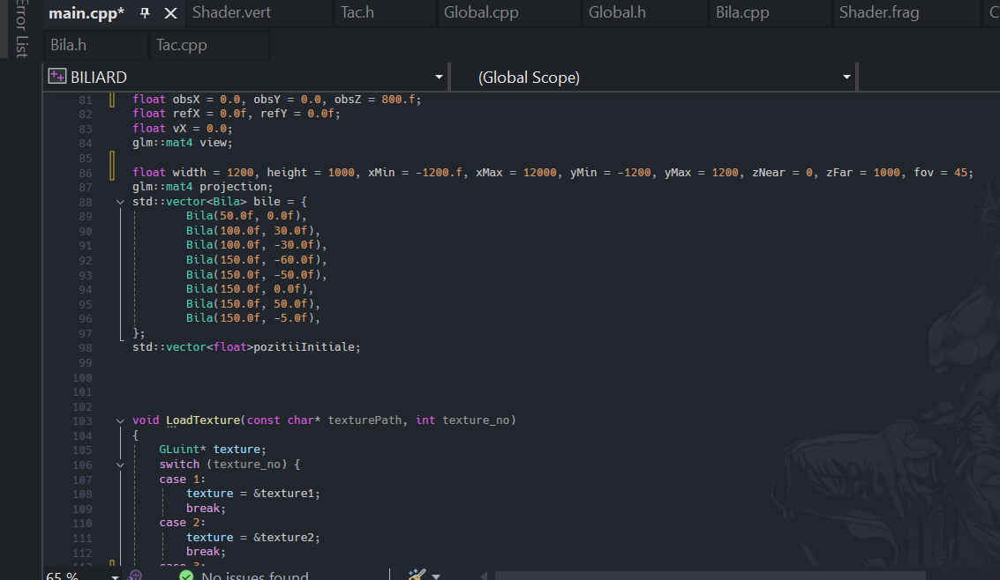 Error List
main.cpp*
Shader.vert
Tac.h
Global.cpp
Global.h
Bila.cpp
Shader.frag
C
Bila.h
Tac.cpp
BILIARD
(Global Scope)
81 float obsX = 0.0, obsY = 0.0, obsZ = 800.f;
82 float refX = 0.0f, refY = 0.0f;
83 float vX = 0.0;
84 glm::mat4 view;
85
86 float width = 1200, height = 1000, xMin = -1200.f, xMax = 12000, yMin = -1200, yMax = 1200, zNear = 0, zFar = 1000, fov = 45;
87 glm::mat4 projection;
88 std::vector<Bila> bile = {
89 Bila(50.0f, 0.0f),
90 Bila(100.0f, 30.0f),
91 Bila(100.0f, -30.0f),
92 Bila(150.0f, -60.0f),
93 Bila(150.0f, -50.0f),
94 Bila(150.0f, 0.0f),
95 Bila(150.0f, 50.0f),
96 Bila(150.0f, -5.0f),
97 };
98 std::vector<float>pozitiiInitiale;
99
100
101
102
103 void LoadTexture(const char* texturePath, int texture_no)
104 {
105 GLuint* texture;
106 switch (texture_no) {
107 case 1:
108 texture = &texture1;
109 break;
110 case 2:
111 texture = &texture2;
112 break;
113 case 3:
65 %
No issues found